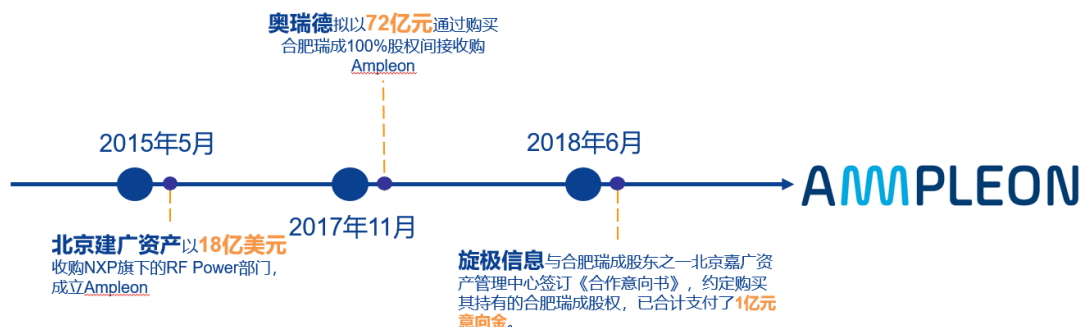 奥瑞德拟以72亿元通过购买
合肥瑞成100%股权间接收购
Ampleon
2015年5月
2018年6月
AMPLEON
2017年11月
北京建广资产以18亿美元
收购NXP旗下的RF Power部门，
成立Ampleon
旋极信息与合肥瑞成股东之一北京嘉广资
产管理中心签订《合作意向书》，约定购买
其持有的合肥瑞成股权，已合计支付了1亿元
意向金。